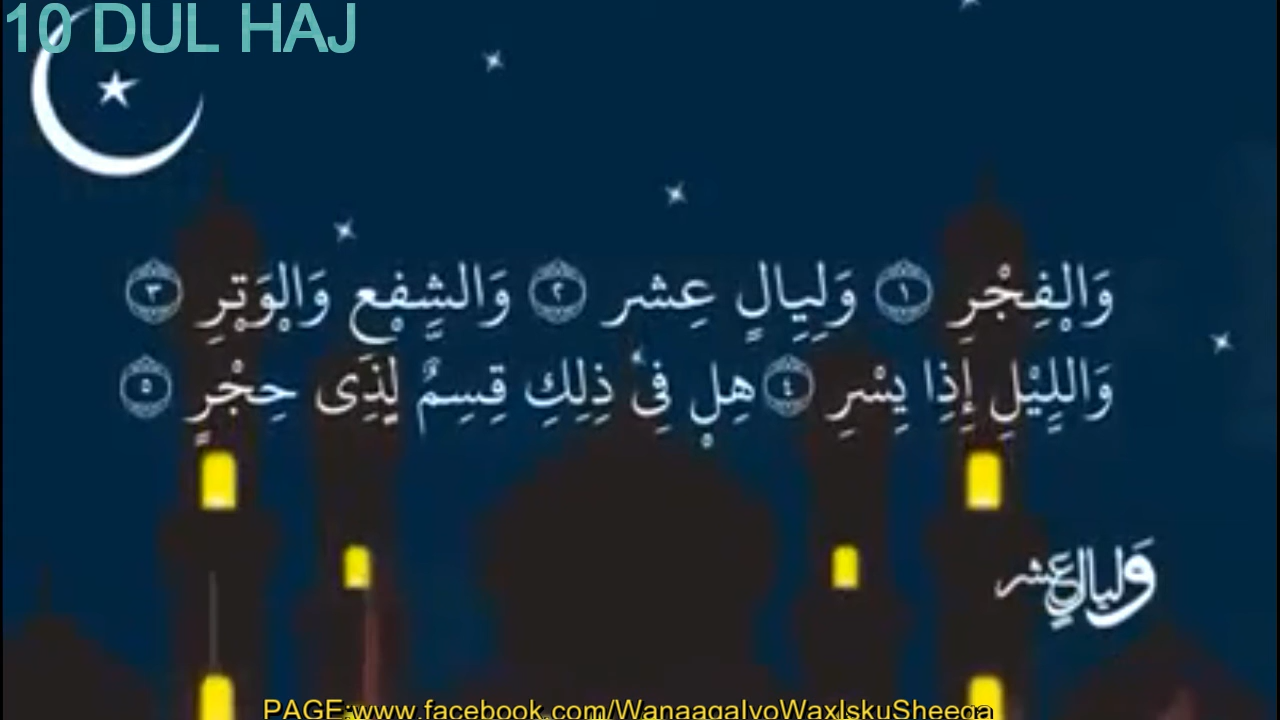 10 DUL HAJ
وَالْفَجْرِ ١ وَلَيَالٍ عَشْرٍ ٢ وَالشَّفْعِ وَالْوَتْرِ ٣
وَاللَّيْلِ إِذَا يَسْرِ ٤ هَلْ فِي ذَلِكَ قَسَمٌ لِّذِي حِجْرٍ ٥
وليال عشر
PAGE:www.facebook.com/WanaagaIyoWaxIskuSheega